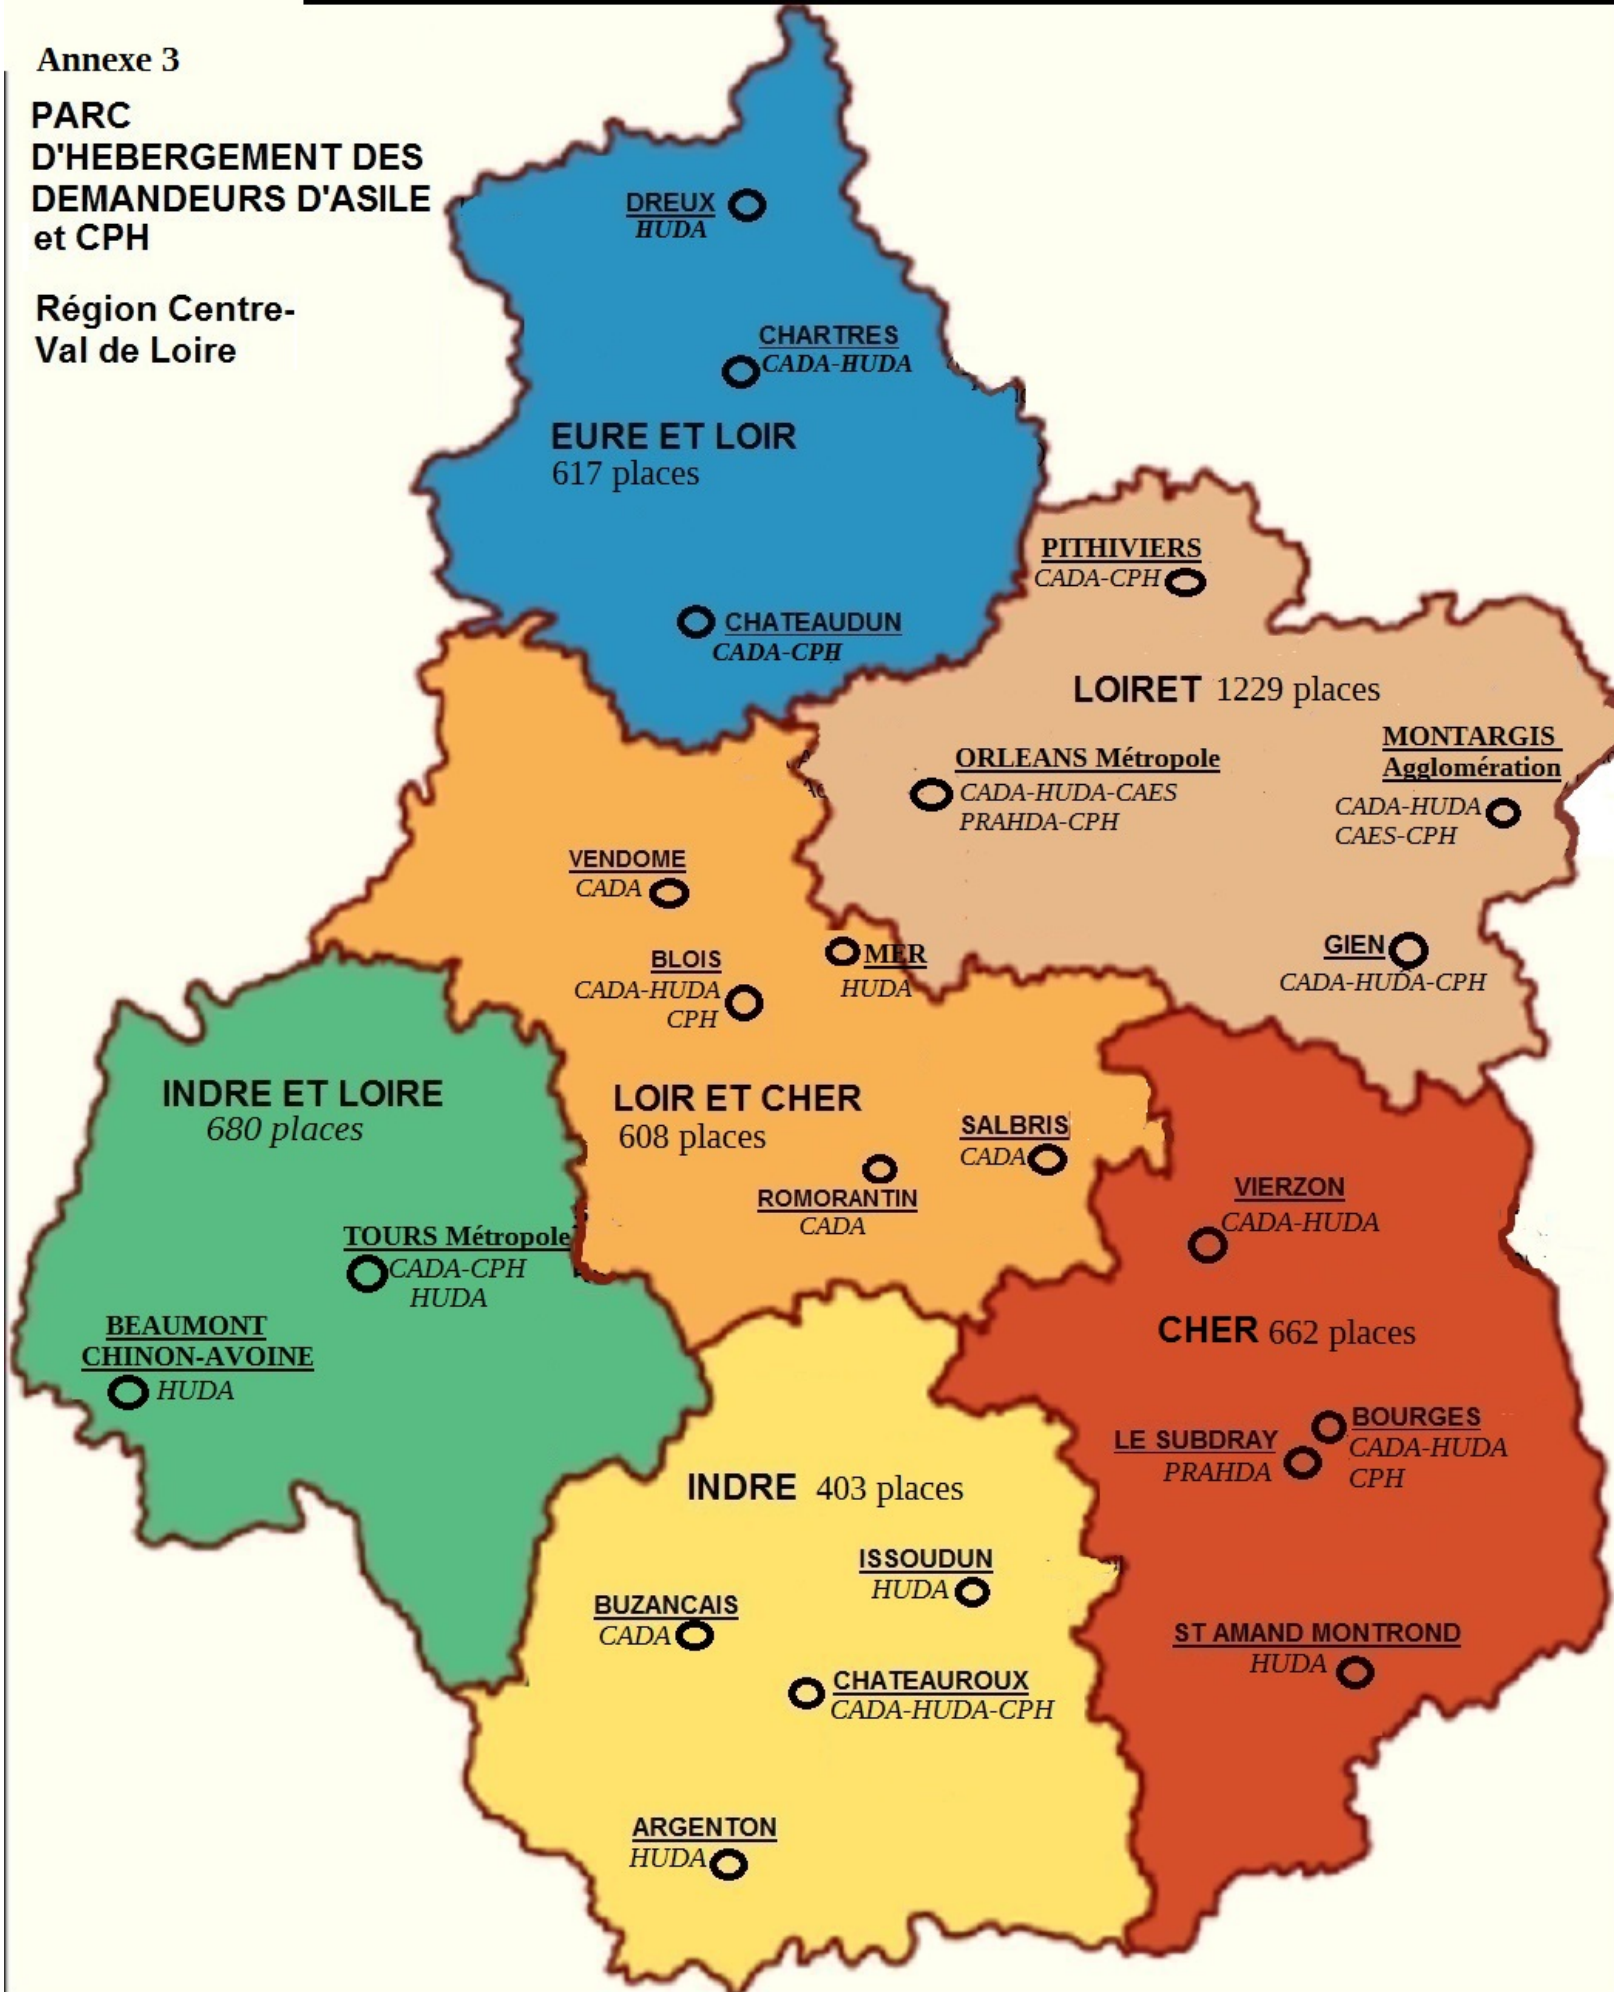 Annexe 3
PARC
D'HEBERGEMENT DES
DEMANDEURS D'ASILE
et CPH
Région Centre-
Val de Loire
DREUX
HUDA
CHARTRES
CADA-HUDA
EURE ET LOIR
617 places
CHATEAUDUN
CADA-CPH
PITHIVIERS
CADA-CPH
LOIRET 1229 places
ORLEANS Métropole
CADA-HUDA-CAES
PRAHDA-CPH
MONTARGIS
Agglomération
CADA-HUDA
CAES-CPH
GIEN
CADA-HUDA-CPH
VENDOME
CADA
BLOIS
CADA-HUDA
CPH
MER
HUDA
LOIR ET CHER
608 places
SALBRIS
CADA
ROMORANTIN
CADA
INDRE ET LOIRE
680 places
TOURS Métropole
CADA-CPH
HUDA
BEAUMONT
CHINON-AVOINE
HUDA
VIERZON
CADA-HUDA
CHER 662 places
BOURGES
CADA-HUDA
CPH
LE SUBDRAY
PRAHDA
ST AMAND MONTROND
HUDA
INDRE 403 places
ISSOUDUN
HUDA
BUZANCAIS
CADA
CHATEAUROUX
CADA-HUDA-CPH
ARGENTON
HUDA